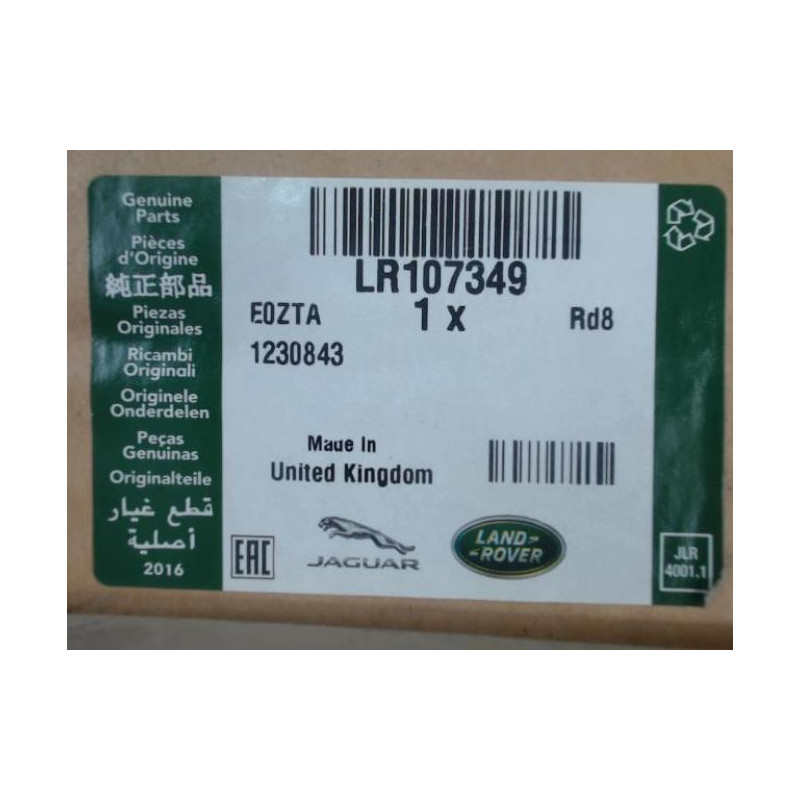 Genuine
Parts
Pièces
d'Origine
純正部品
Piezas
Originales
Ricambi
Originali
Originele
Onderdelen
Peças
Genuinas
Originalteile
قطع غيار
أصلية
2016
LR107349
E0ZTA
1 x
Rd8
1230843
Made In
United Kingdom
EAC
JAGUAR
LAND-
-ROVER
JLR
4001.1